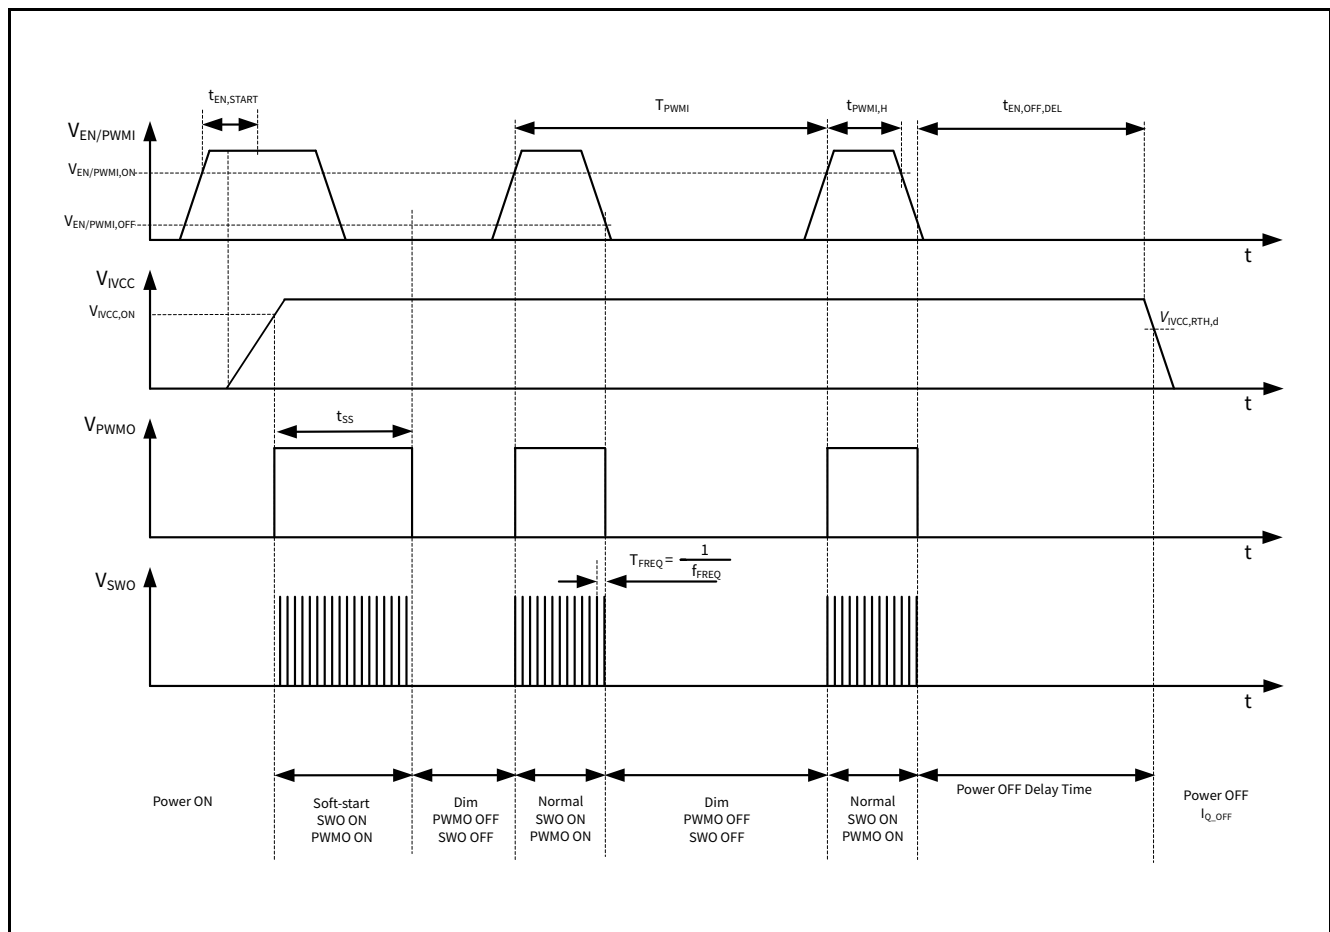 tEN,START
TPWMI
tPWMI,H
tEN,OFF,DEL
VEN/PWMI
VEN/PWMI,ON
VEN/PWMI,OFF
t
VIVCC
VIVCC,ON
VIVCC,RTH,d
t
tSS
VPWMO
t
TFREQ = 1
fFREQ
VSWO
t
Power ON
Soft-start
SWO ON
PWMO ON
Dim
PWMO OFF
SWO OFF
Normal
SWO ON
PWMO ON
Dim
PWMO OFF
SWO OFF
Normal
SWO ON
PWMO ON
Power OFF Delay Time
Power OFF
IQ_OFF